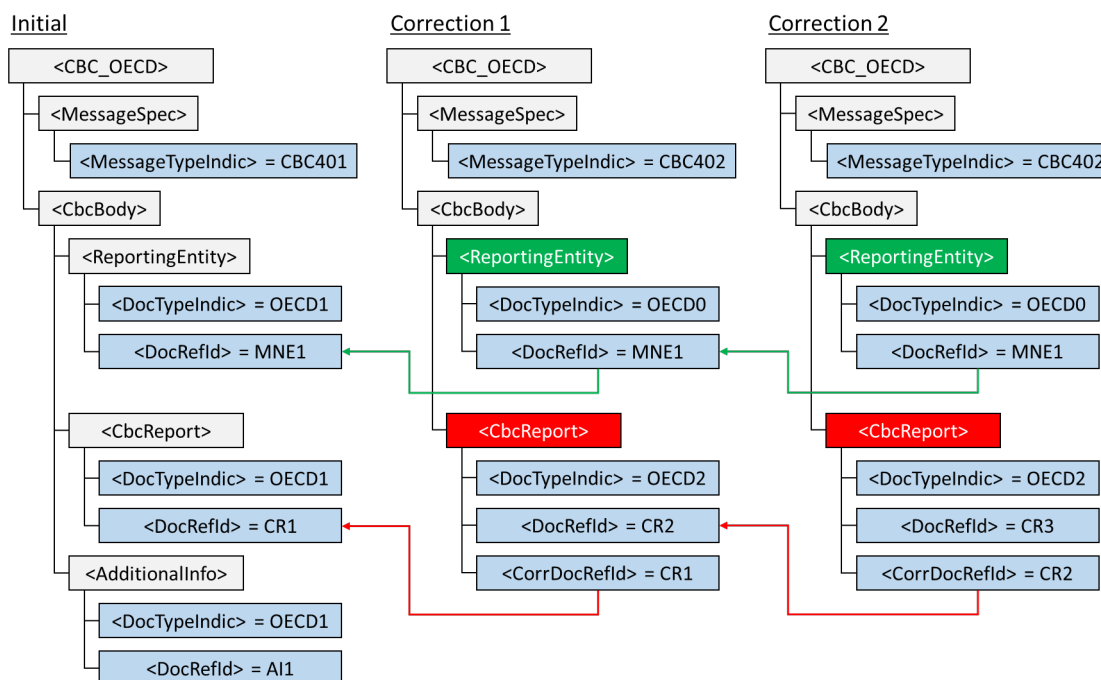 Initial
<CBC_OECD>
<MessageSpec>
<MessageTypeIndic> = CBC401
<CbcBody>
<ReportingEntity>
<DocTypeIndic> = OECD1
<DocRefId> = MNE1
<CbcReport>
<DocTypeIndic> = OECD1
<DocRefId> = CR1
<AdditionalInfo>
<DocTypeIndic> = OECD1
<DocRefId> = AI1
Correction 1
<CBC_OECD>
<MessageSpec>
<MessageTypeIndic> = CBC402
<CbcBody>
<ReportingEntity>
<DocTypeIndic> = OECD0
<DocRefId> = MNE1
<CbcReport>
<DocTypeIndic> = OECD2
<DocRefId> = CR2
<CorrDocRefId> = CR1
Correction 2
<CBC_OECD>
<MessageSpec>
<MessageTypeIndic> = CBC402
<CbcBody>
<ReportingEntity>
<DocTypeIndic> = OECD0
<DocRefId> = MNE1
<CbcReport>
<DocTypeIndic> = OECD2
<DocRefId> = CR3
<CorrDocRefId> = CR2